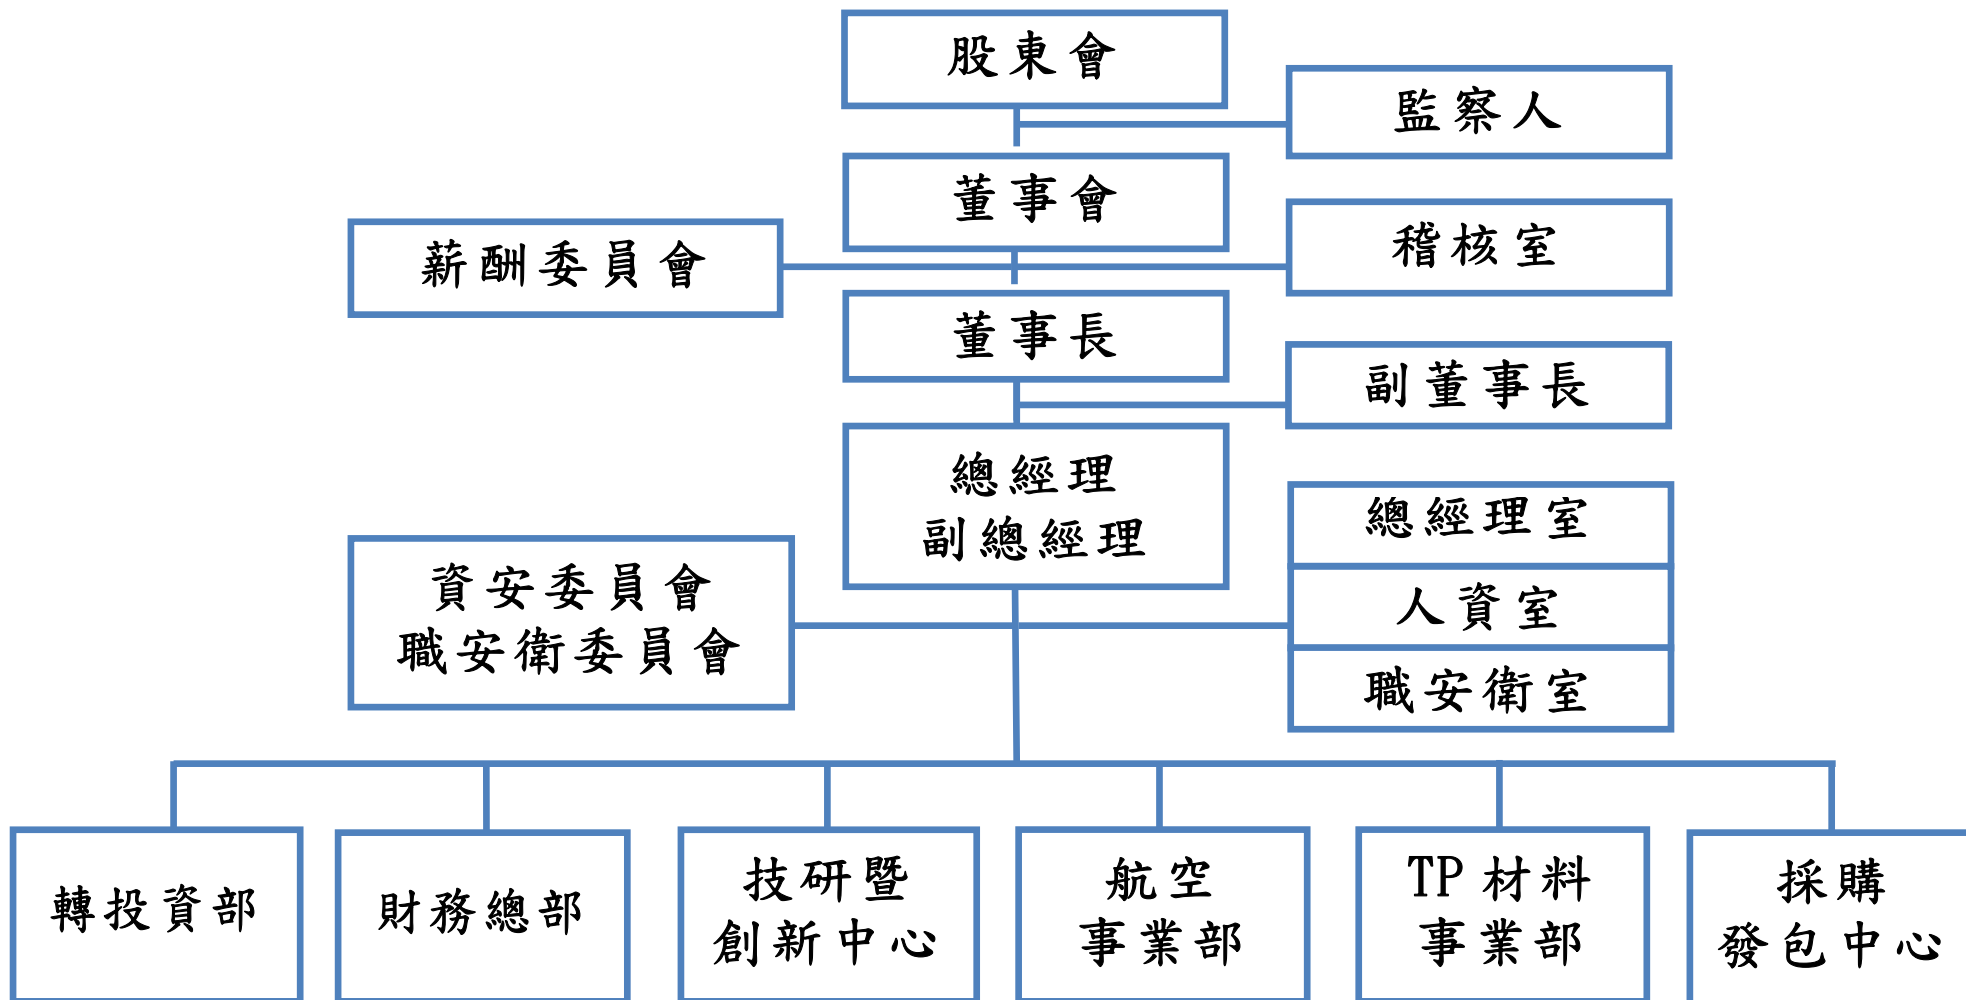 股東會
監察人
董事會
薪酬委員會
稽核室
董事長
副董事長
總經理
副總經理
總經理室
資安委員會
職安衛委員會
人資室
職安衛室
轉投資部
財務總部
技研暨
創新中心
航空
事業部
TP材料
事業部
採購
發包中心